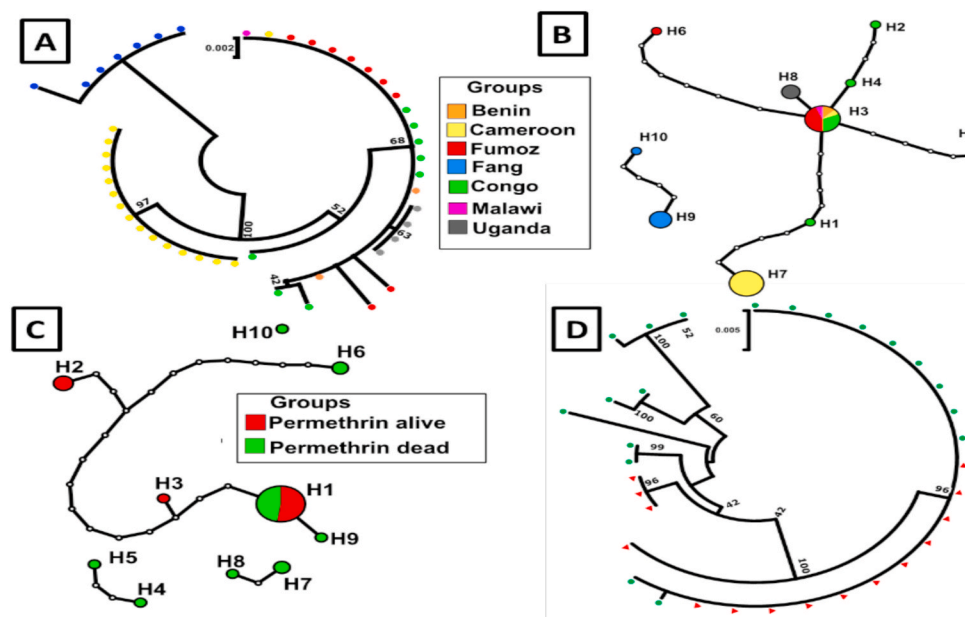 A
0.002
68
97
100
52
63
42
Groups
Benin
Cameroon
Fumoz
Fang
Congo
Malawi
Uganda
B
H6
H2
H8
H4
H3
H
H10
H9
H1
H7
C
H10
H2
H6
Groups
Permethrin alive
Permethrin dead
H3
H1
H9
H5
H8
H7
H4
D
0.005
52
100
60
100
99
96
96
42
42
100